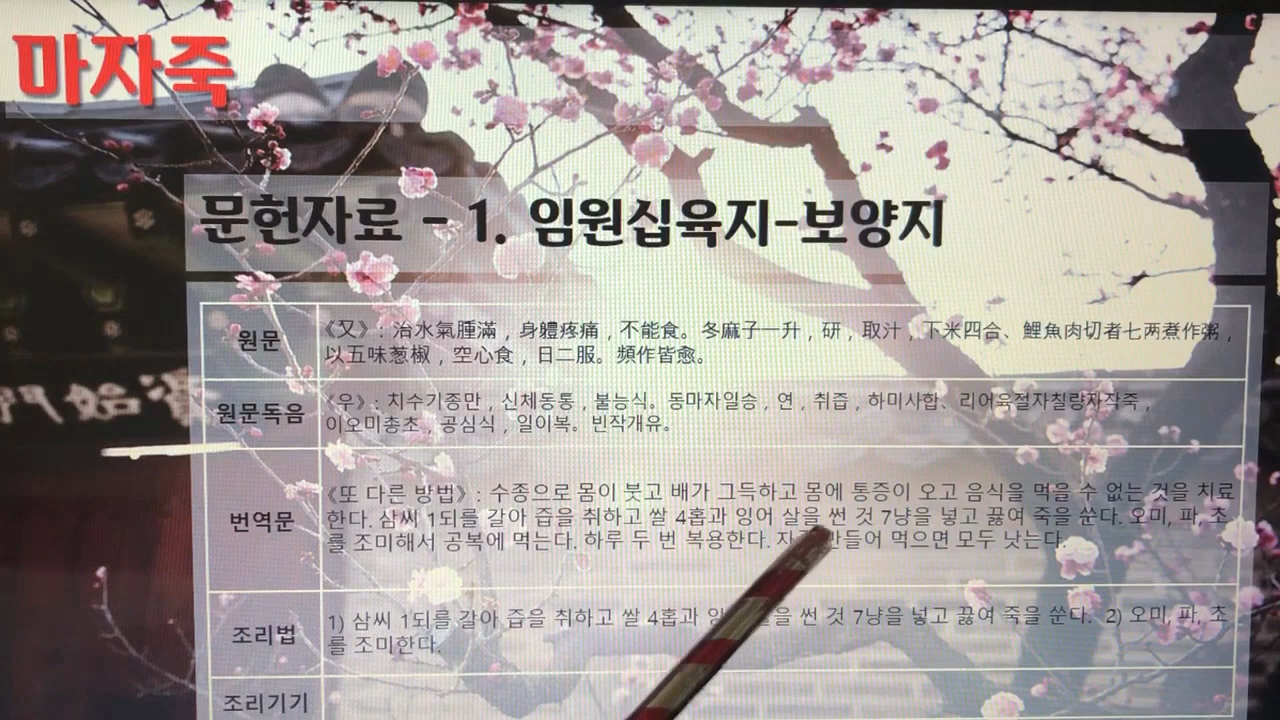 마자죽
문헌자료 - 1. 임원십육지-보양지
원문
《又》: 治水氣腫滿, 身體疼痛, 不能食。冬麻子一升, 研, 取汁, 下米四合、鯉魚肉切者七两煮作粥,
以五味葱椒, 空心食, 日二服。頻作皆愈。
원문독음
《우》: 치수기종만, 신체동통, 불능식。동마자일승, 연, 취즙, 하미사합、리어육절자칠량자작죽,
이오미총초, 공심식, 일이복。빈작개유。
번역문
《또 다른 방법》: 수종으로 몸이 붓고 배가 그득하고 몸에 통증이 오고 음식을 먹을 수 없는 것을 치료
한다. 삼씨 1되를 갈아 즙을 취하고 쌀 4홉과 잉어 살을 썬 것 7냥을 넣고 끓여 죽을 쑨다. 오미, 파, 초
를 조미해서 공복에 먹는다. 하루 두 번 복용한다. 만들어 먹으면 모두 낫는다
조리법
1) 삼씨 1되를 갈아 즙을 취하고 쌀 4홉과 썬 것 7냥을 넣고 끓여 죽을 쑨다. 2) 오미, 파, 초
를 조미한다.
조리기기